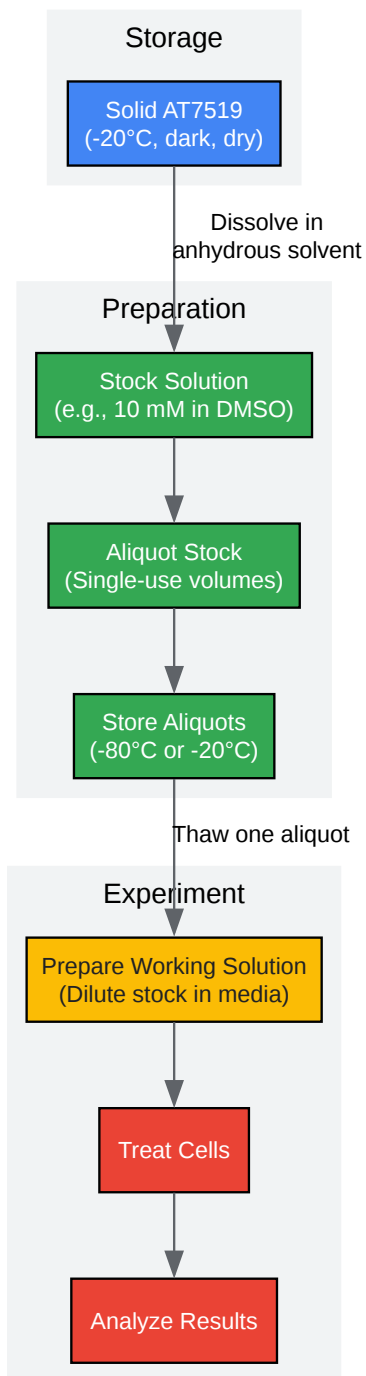 Storage
Solid AT7519
(-20°C, dark, dry)
Dissolve in
anhydrous solvent
Preparation
Stock Solution
(e.g., 10 mM in DMSO)
Aliquot Stock
(Single-use volumes)
Store Aliquots
(-80°C or -20°C)
Thaw one aliquot
Experiment
Prepare Working Solution
(Dilute stock in media)
Treat Cells
Analyze Results